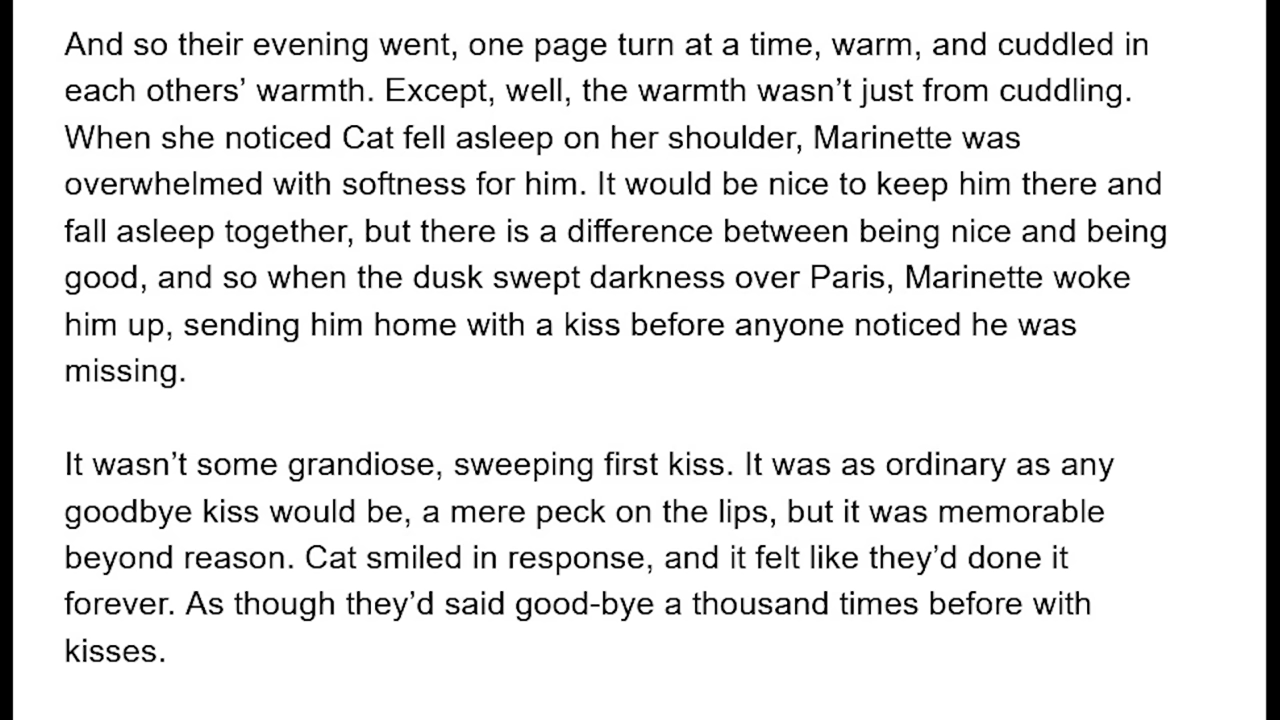 And so their evening went, one page turn at a time, warm, and cuddled in
each others’ warmth. Except, well, the warmth wasn’t just from cuddling.
When she noticed Cat fell asleep on her shoulder, Marinette was
overwhelmed with softness for him. It would be nice to keep him there and
fall asleep together, but there is a difference between being nice and being
good, and so when the dusk swept darkness over Paris, Marinette woke
him up, sending him home with a kiss before anyone noticed he was
missing.
It wasn’t some grandiose, sweeping first kiss. It was as ordinary as any
goodbye kiss would be, a mere peck on the lips, but it was memorable
beyond reason. Cat smiled in response, and it felt like they’d done it
forever. As though they’d said good-bye a thousand times before with
kisses.